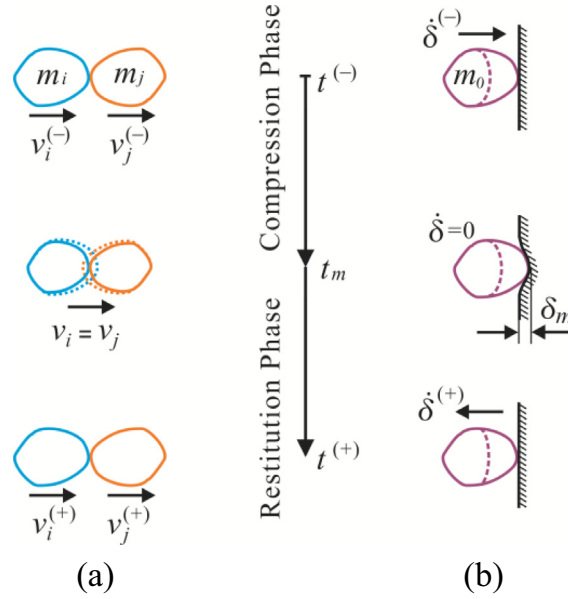 mᵢ mⱼ
vᵢ⁽⁻⁾ vⱼ⁽⁻⁾
vᵢ = vⱼ
vᵢ⁽⁺⁾ vⱼ⁽⁺⁾
(a)
Compression Phase
Restitution Phase
t⁽⁻⁾
tₘ
t⁽⁺⁾
δ̇⁽⁻⁾
m₀
δ̇=0
δₘ
δ̇⁽⁺⁾
(b)